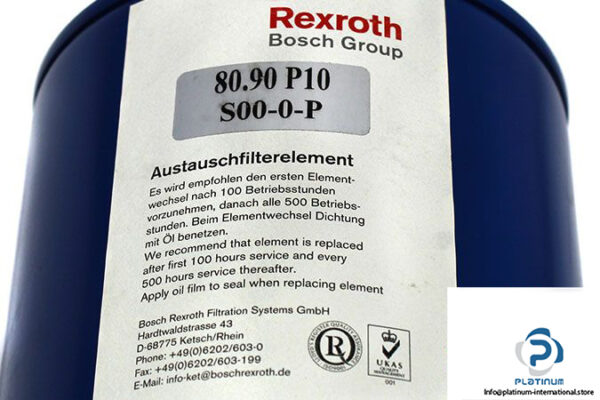 Rexroth
Bosch Group
80.90 P10
S00-0-P
Austauschfilterelement
Es wird empfohlen den ersten Element-
wechsel nach 100 Betriebsstunden
vorzunehmen, danach alle 500 Betriebs-
stunden. Beim Elementwechsel Dichtung
mit Öl benetzen.
We recommend that element is replaced
after first 100 hours service and every
500 hours service thereafter.
Apply oil film to seal when replacing element
Bosch Rexroth Filtration Systems GmbH
Hardtwaldstrasse 43
D-68775 Ketsch/Rhein
Phone: +49(0)6202/603-0
Fax: +49(0)6202/603-199
E-Mail: info-ket@boschrexroth.de
R
UKAS
QUALITY
MANAGEMENT
001
PLATINUM
Info@platinum-international.store